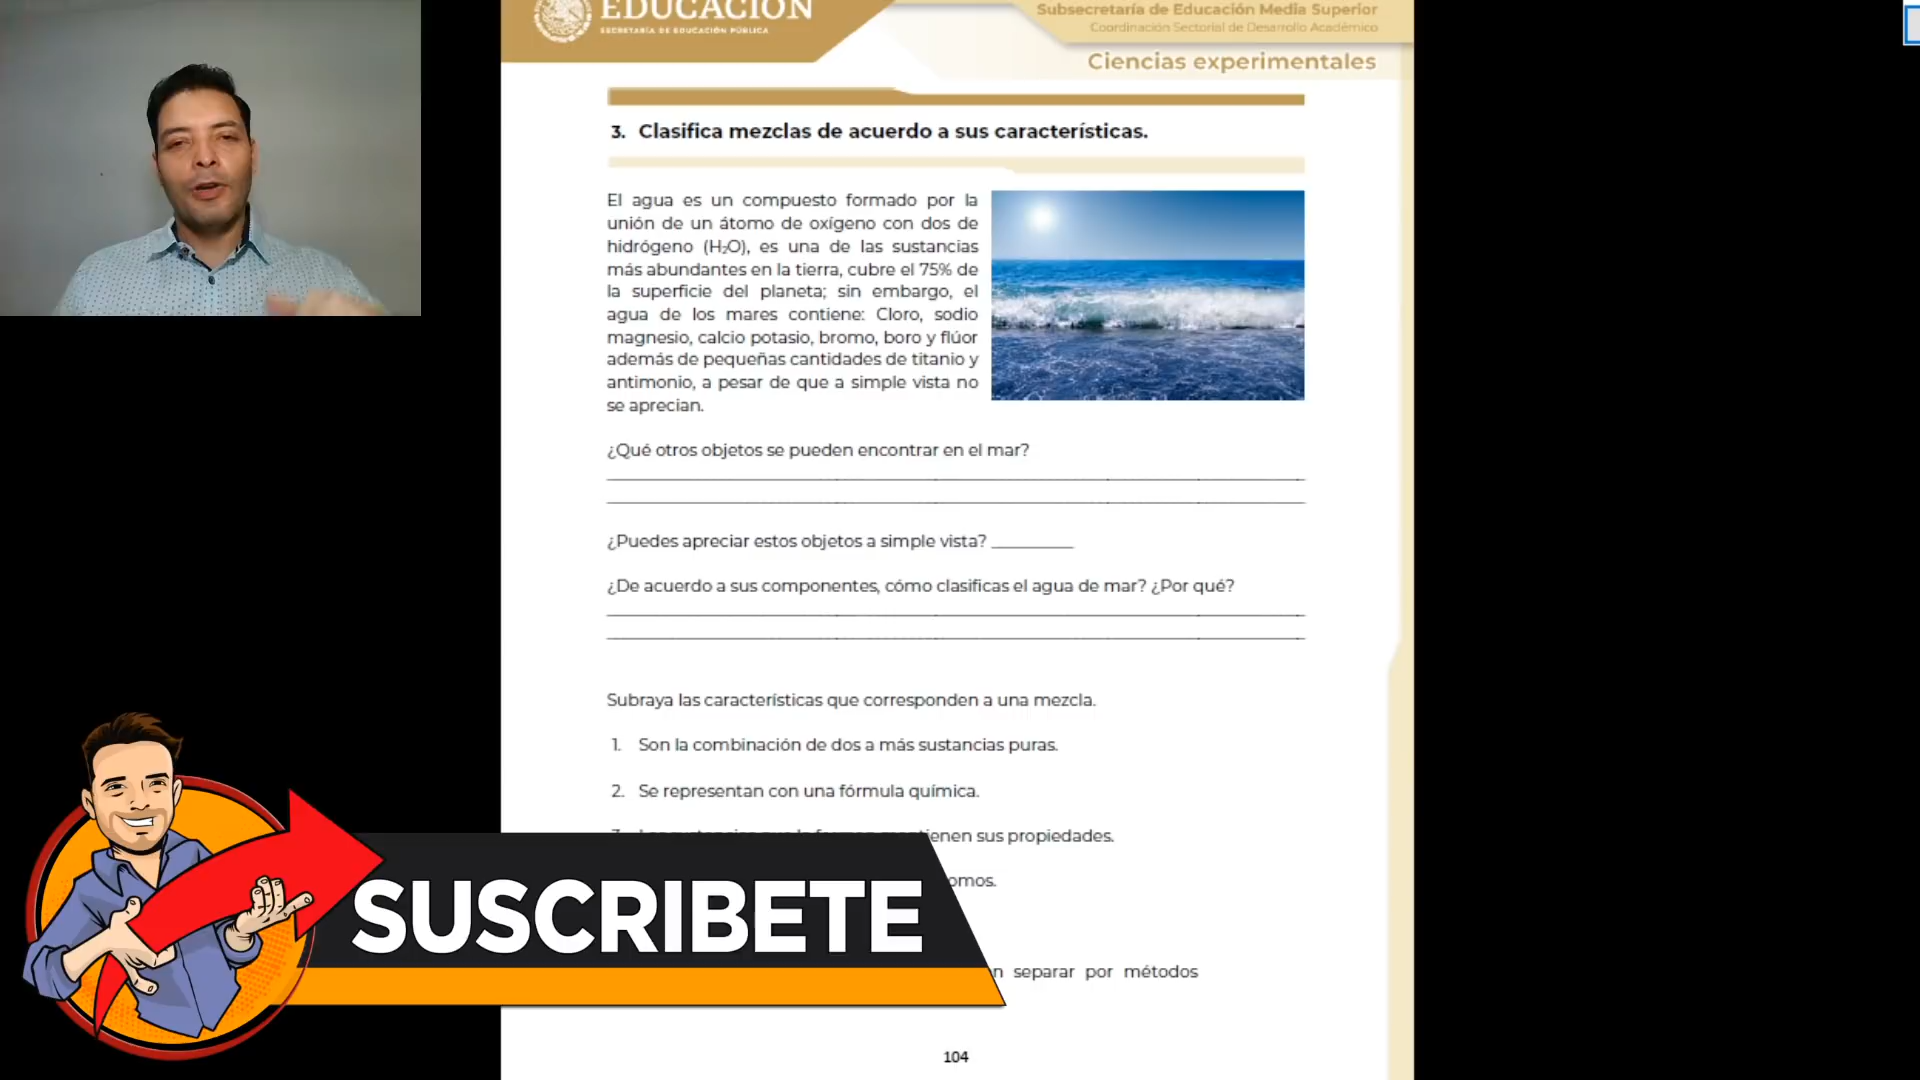 EDUCACIÓN
SECRETARÍA DE EDUCACIÓN PÚBLICA
Subsecretaría de Educación Media Superior
Coordinación Sectorial de Desarrollo Académico
Ciencias experimentales
3. Clasifica mezclas de acuerdo a sus características.
El agua es un compuesto formado por la
unión de un átomo de oxígeno con dos de
hidrógeno (H₂O), es una de las sustancias
más abundantes en la tierra, cubre el 75% de
la superficie del planeta; sin embargo, el
agua de los mares contiene: Cloro, sodio
magnesio, calcio potasio, bromo, boro y flúor
además de pequeñas cantidades de titanio y
antimonio, a pesar de que a simple vista no
se aprecian.
¿Qué otros objetos se pueden encontrar en el mar?
¿Puedes apreciar estos objetos a simple vista? __________
¿De acuerdo a sus componentes, cómo clasificas el agua de mar? ¿Por qué?
Subraya las características que corresponden a una mezcla.
1. Son la combinación de dos a más sustancias puras.
2. Se representan con una fórmula química.
sus propiedades.
SUSCRIBETE
separar por métodos
104